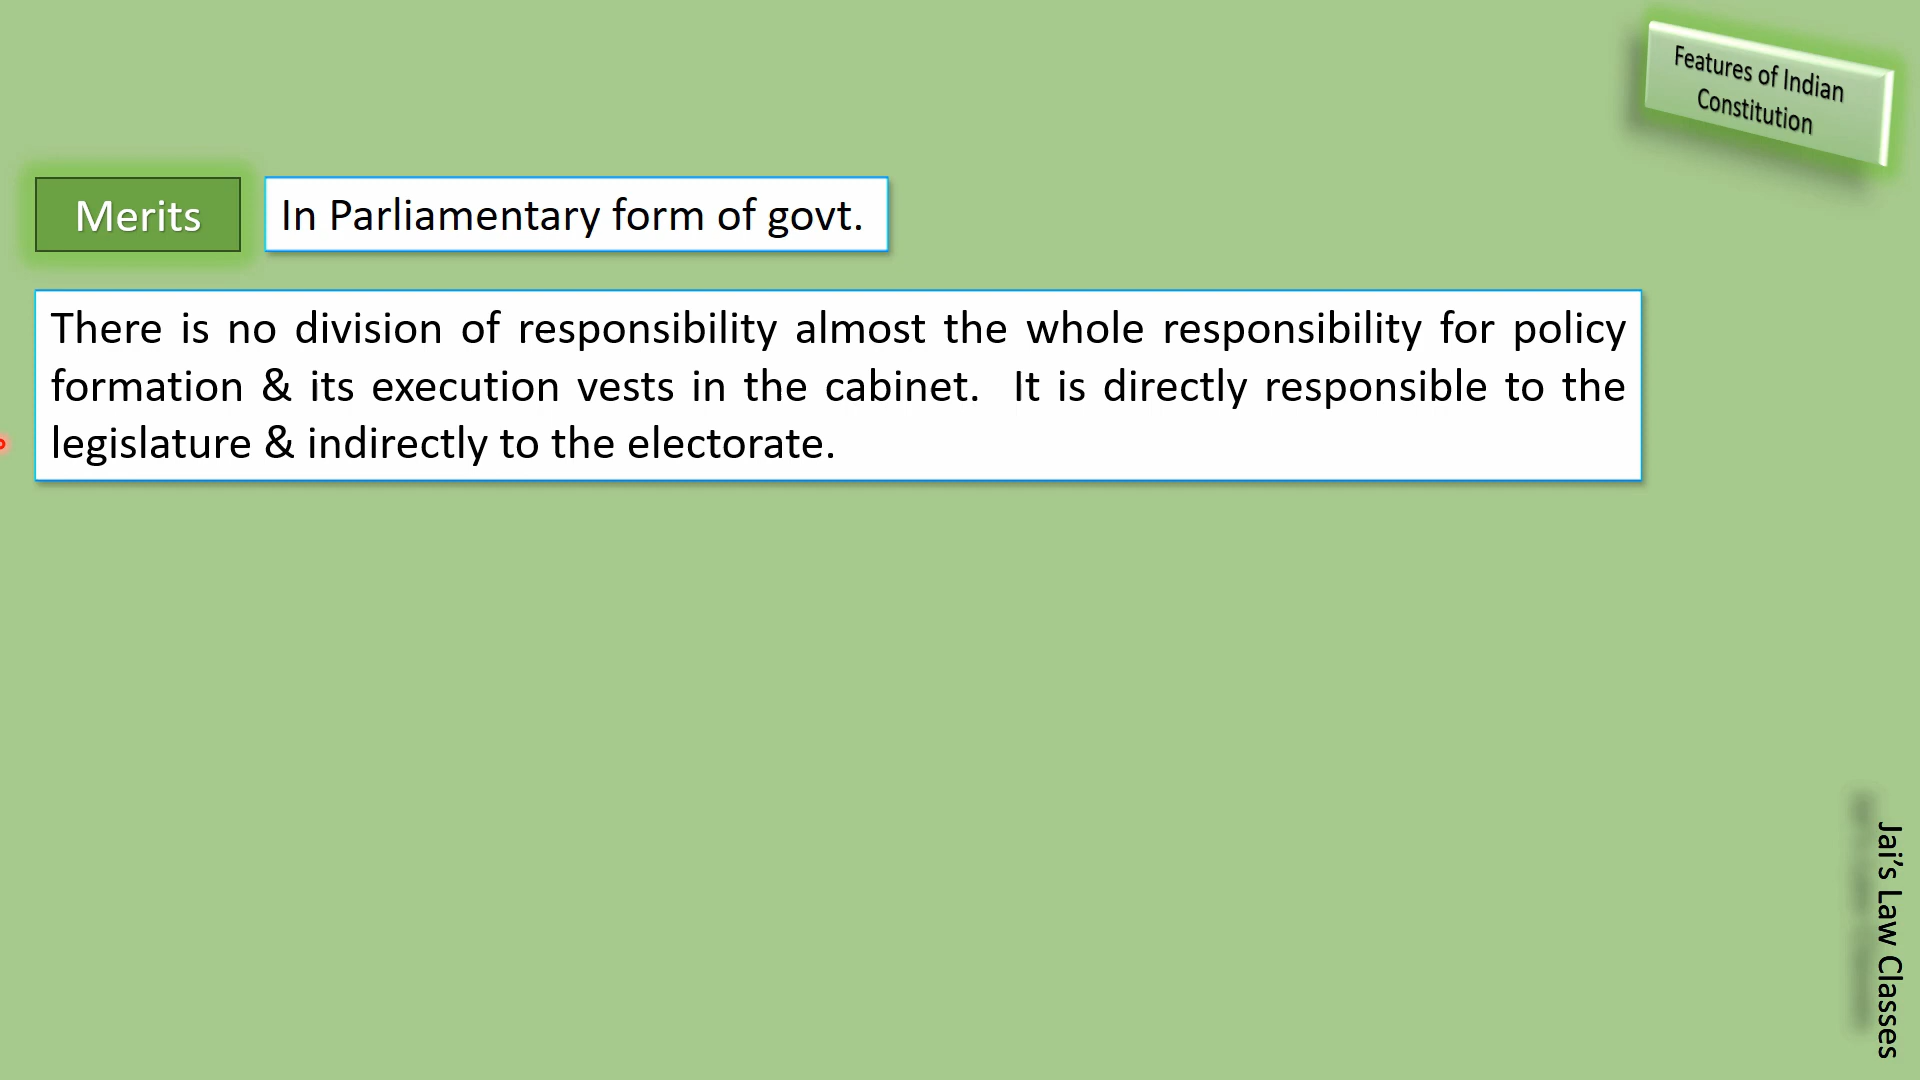 Features of Indian
Constitution
Merits
In Parliamentary form of govt.
There is no division of responsibility almost the whole responsibility for policy
formation & its execution vests in the cabinet.  It is directly responsible to the
legislature & indirectly to the electorate.
Jai’s Law Classes